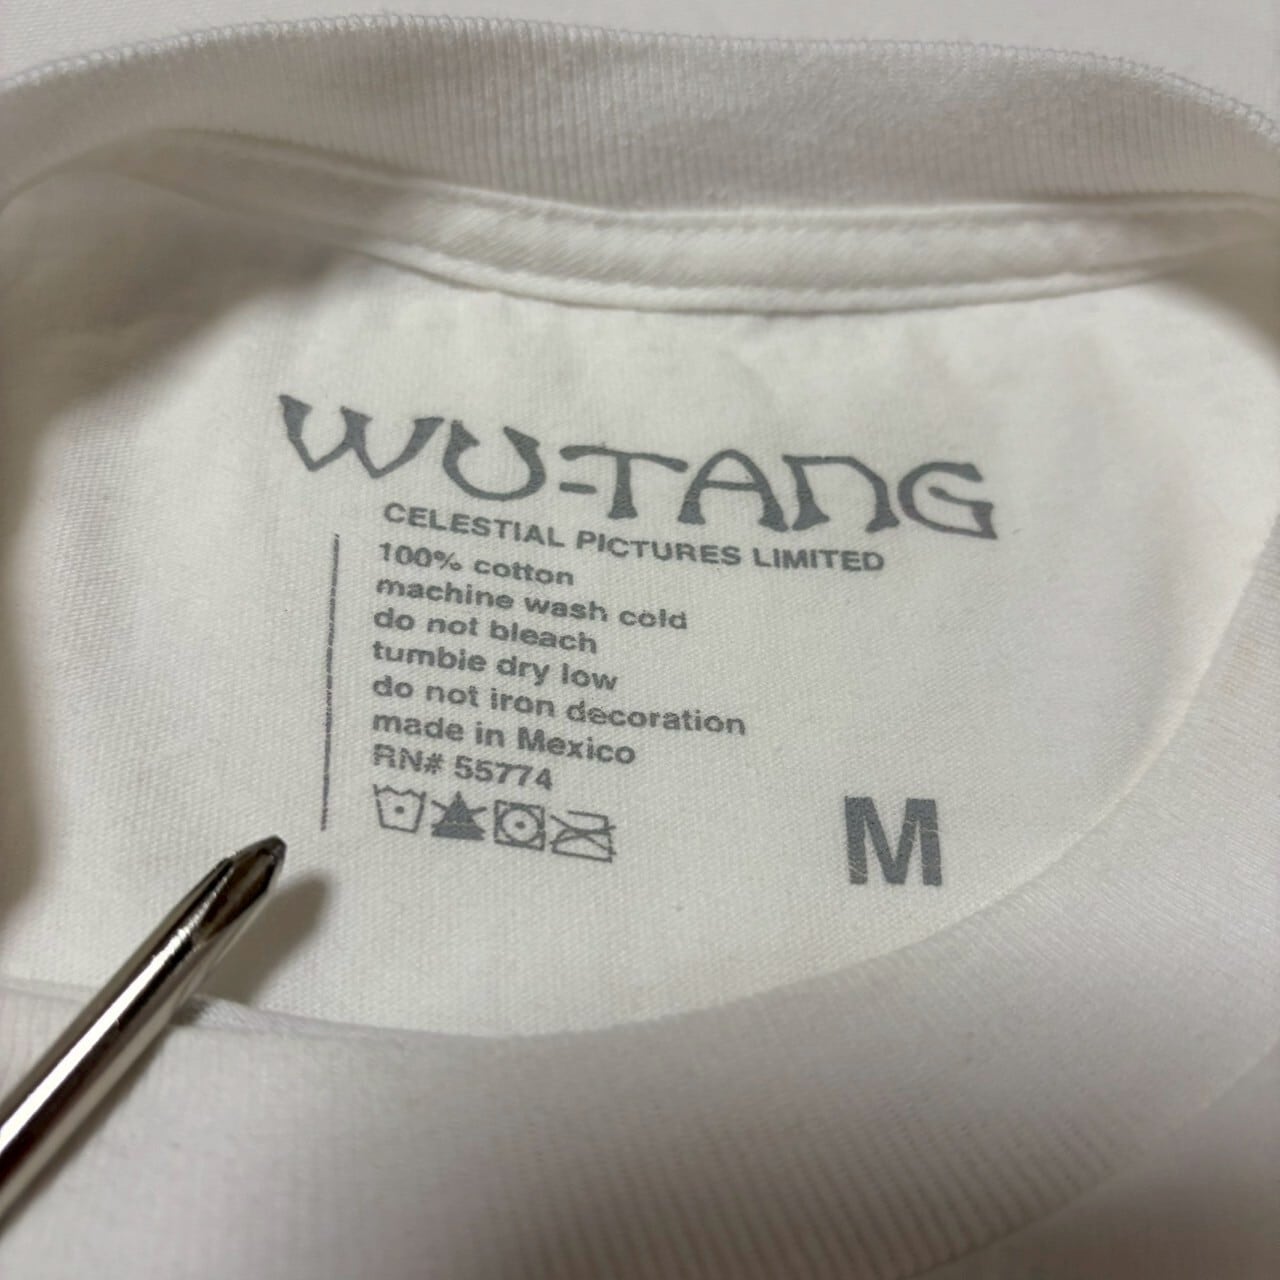 WU-TANG
CELESTIAL PICTURES LIMITED
100% cotton
machine wash cold
do not bleach
tumble dry low
do not iron decoration
made in Mexico
RN# 55774
M